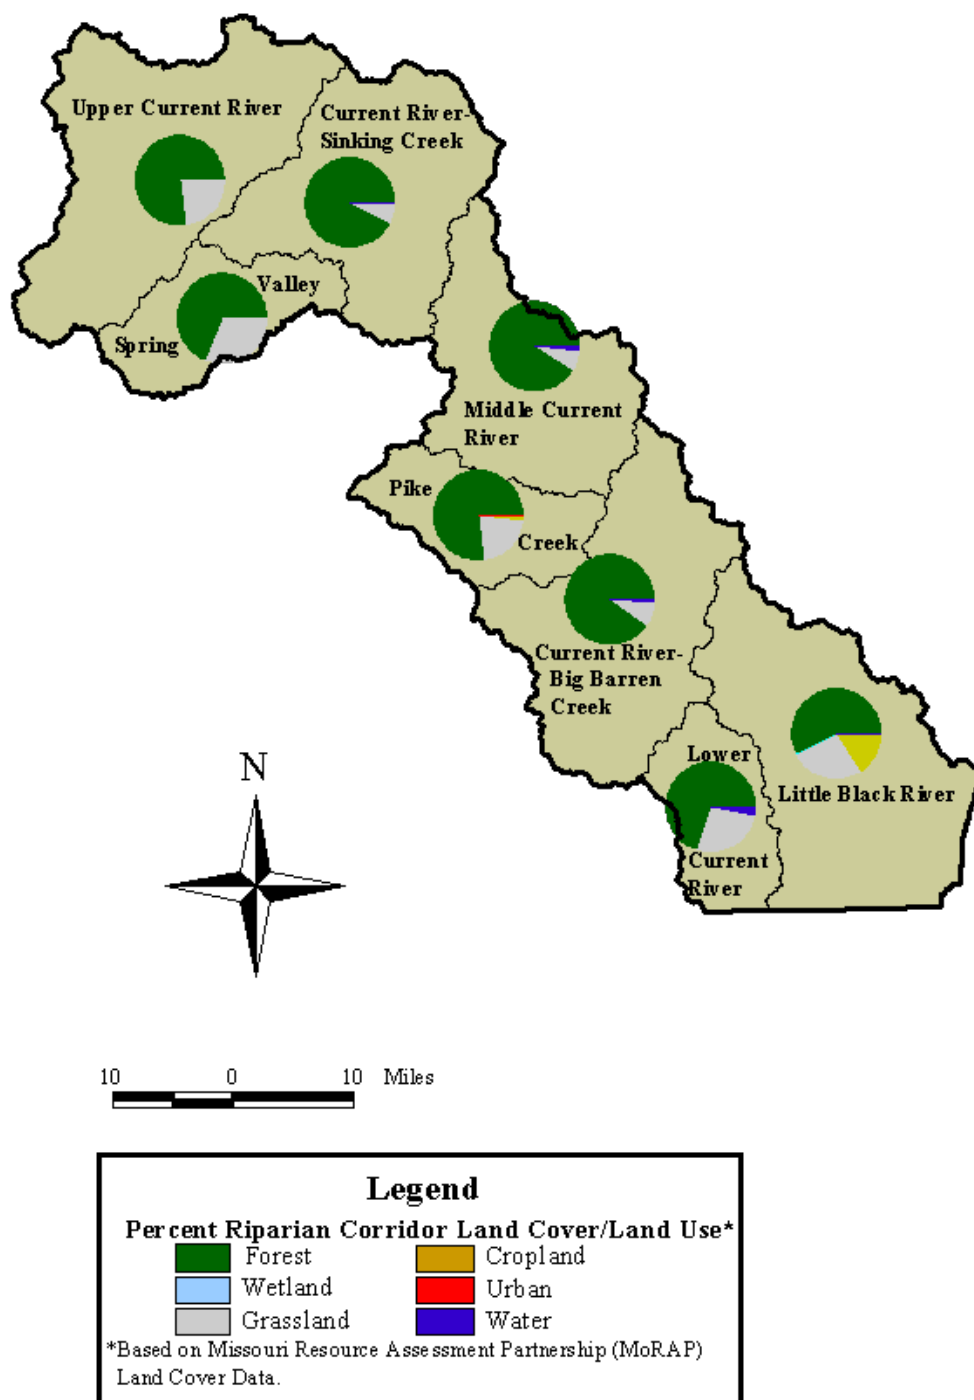 Upper Current River
Current River-
Sinking Creek
Valley
Spring
Middle Current
River
Pike
Creek
Current River-
Big Barren
Creek
Lower
Current
River
Little Black River
N
10 0 10 Miles
Legend
Percent Riparian Corridor Land Cover/Land Use*
Forest Cropland
Wetland Urban
Grassland Water
*Based on Missouri Resource Assessment Partnership (MoRAP)
Land Cover Data.